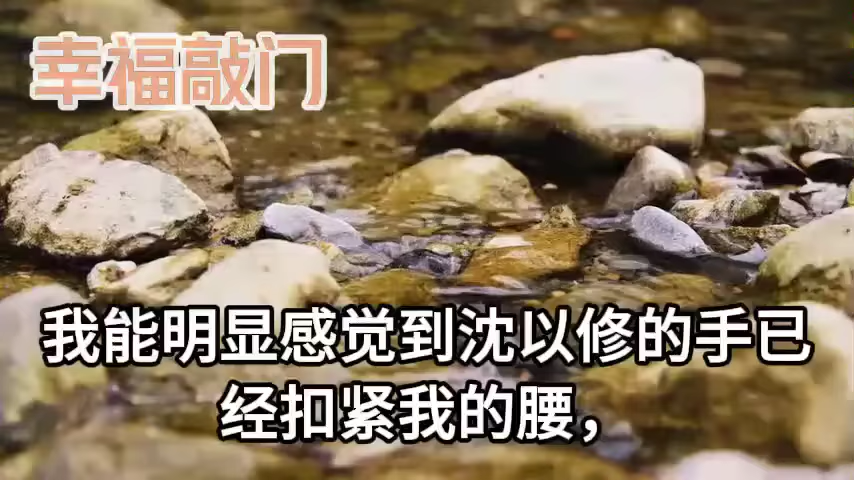 幸福敲门
我能明显感觉到沈以修的手已
经扣紧我的腰，